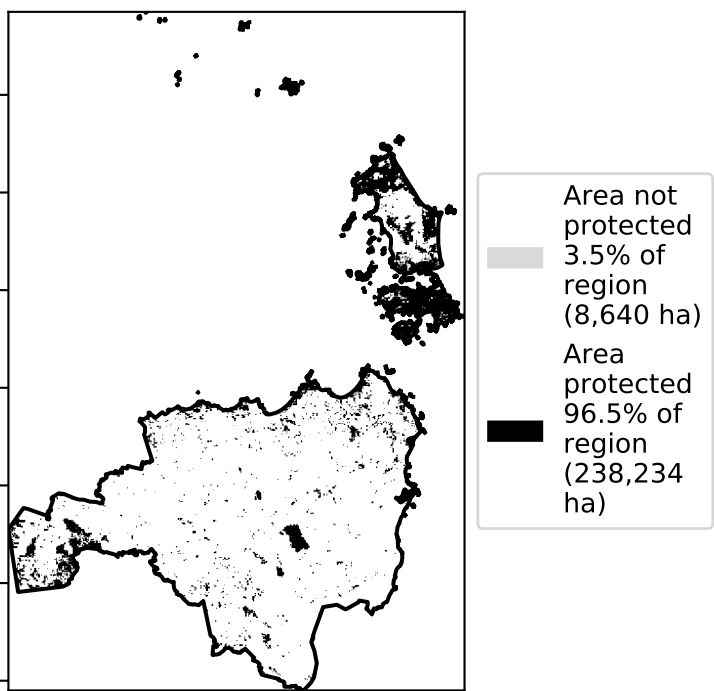 Area not
protected
3.5% of
region
(8,640 ha)
Area
protected
96.5% of
region
(238,234
ha)